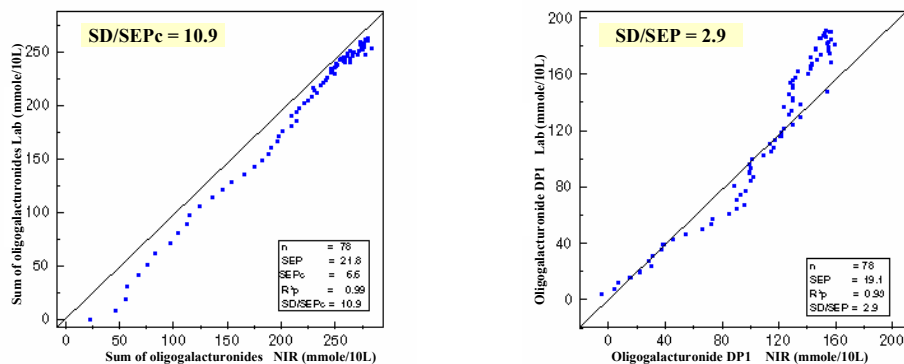 SD/SEPc = 10.9
Sum of oligogalacturonides Lab (mmole/10L)
250
200
150
100
50
0
n = 78
SEP = 21.8
SEPc = 6.6
R²p = 0.99
SD/SEPc = 10.9
0 50 100 150 200 250
Sum of oligogalacturonides NIR (mmole/10L)
SD/SEP = 2.9
Oligogalacturonide DP1 Lab (mmole/10L)
200
160
120
80
40
0
n = 78
SEP = 19.1
R²p = 0.93
SD/SEP = 2.9
0 40 80 120 160 200
Oligogalacturonide DP1 NIR (mmole/10L)